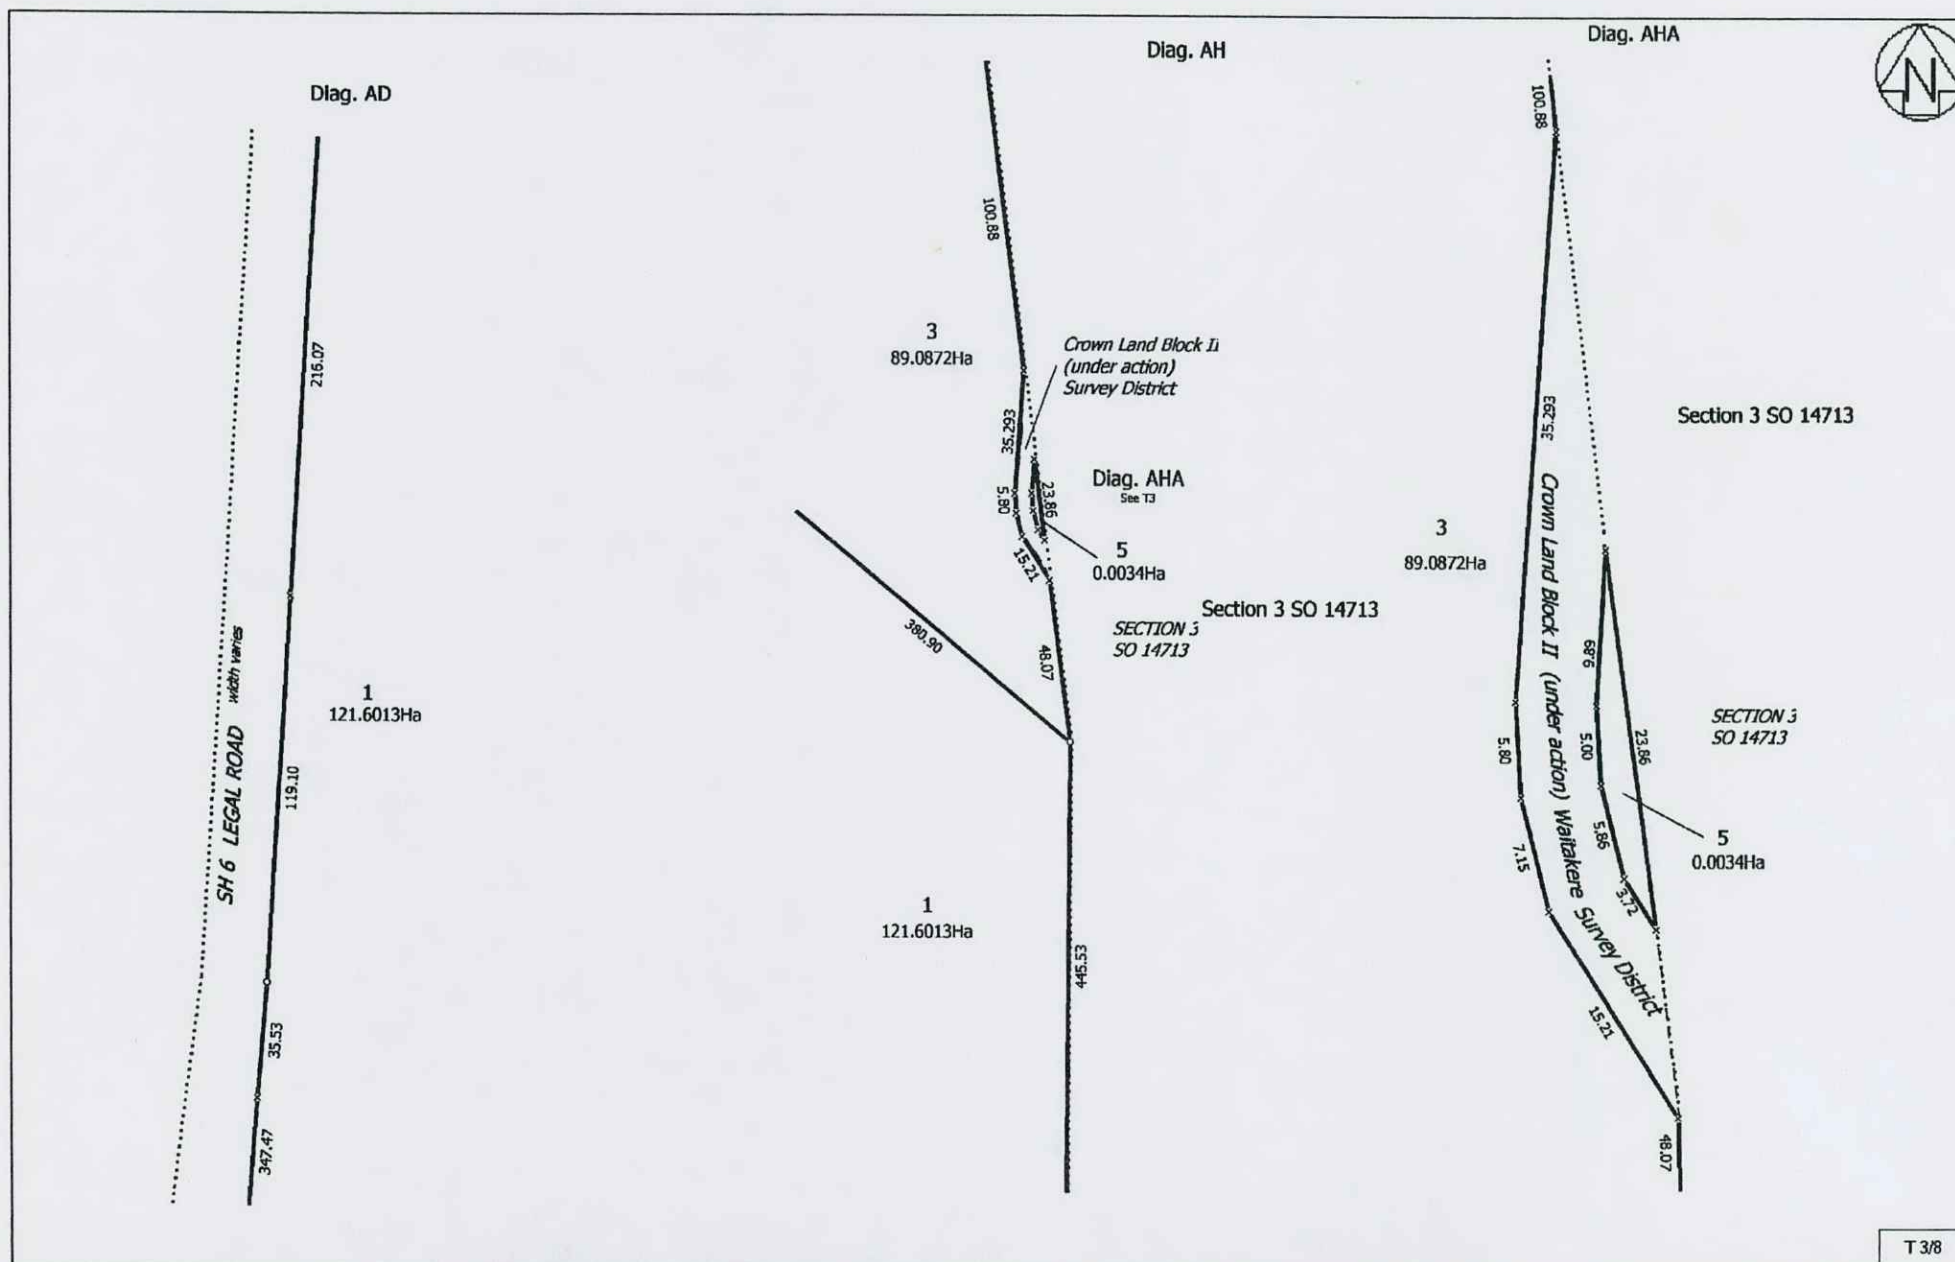 Diag. AD
216.07
119.10
35.53
347.47
SH 6 LEGAL ROAD width varies
1
121.6013Ha
Diag. AH
100.88
3
89.0872Ha
Crown Land Block II
(under action)
Survey District
35.293
5.80
15.21
23.86
Diag. AHA
See T3
5
0.0034Ha
380.90
48.07
SECTION 3
SO 14713
Section 3 SO 14713
1
121.6013Ha
445.53
Diag. AHA
N
100.88
35.293
Section 3 SO 14713
3
89.0872Ha
Crown Land Block II (under action) Waitakere Survey District
9.89
5.00
5.86
3.72
23.86
5.80
7.15
15.21
48.07
SECTION 3
SO 14713
5
0.0034Ha
T 3/8